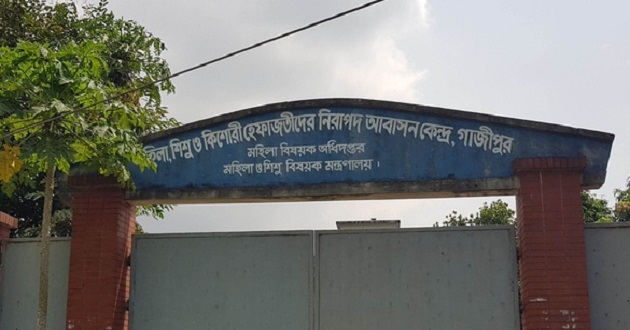 মহিলা, শিশু ও কিশোরী হেফাজতীদের নিরাপদ আবাসন কেন্দ্র, গাজীপুর
মহিলা বিষয়ক অধিদপ্তর
মহিলা ও শিশু বিষয়ক মন্ত্রণালয় ।